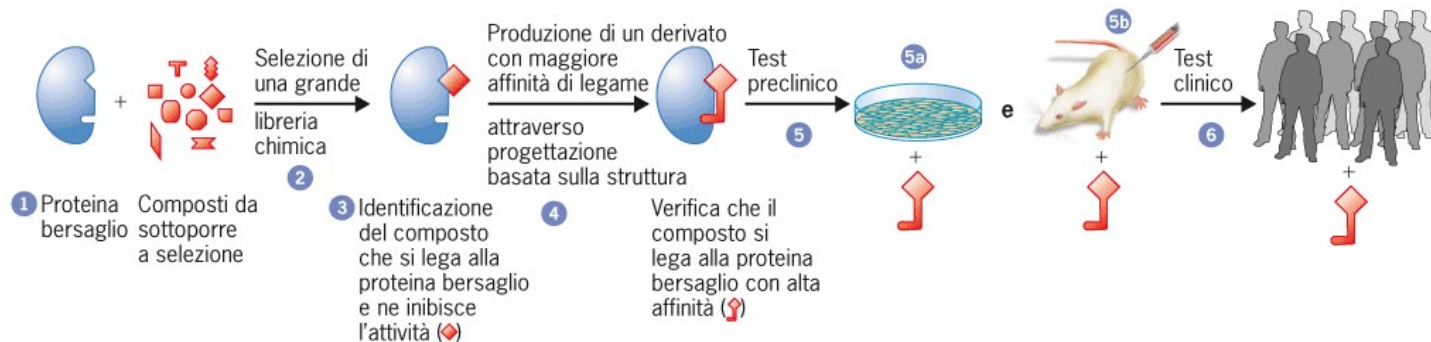 1 Proteina
bersaglio
+
Composti da
sottoporre
a selezione
Selezione di
una grande
libreria
chimica
2
3 Identificazione
del composto
che si lega alla
proteina bersaglio
e ne inibisce
l'attività ( )
Produzione di un derivato
con maggiore
affinità di legame
attraverso
progettazione
basata sulla struttura
4
Verifica che il
composto si
lega alla proteina
bersaglio con alta
affinità ( )
Test
preclinico
5
5a
+
e
5b
+
Test
clinico
6
+